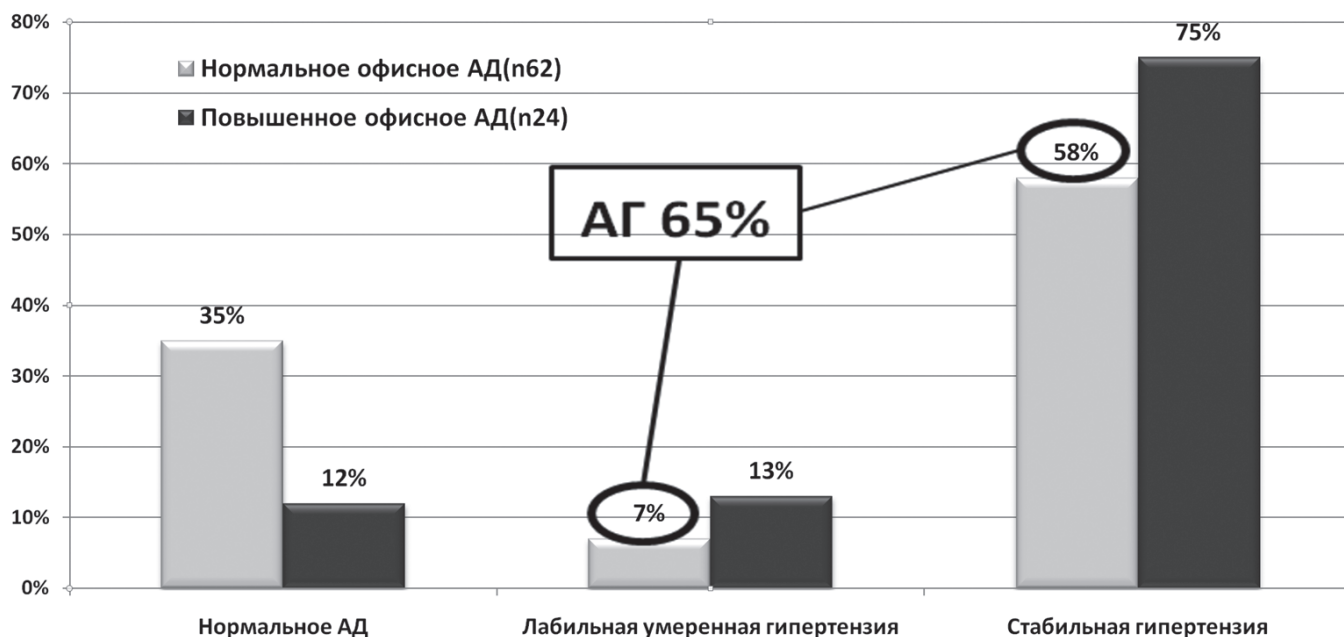 80%
75%
Нормальное офисное АД(n62)
70%
Повышенное офисное АД(n24)
60%
58%
АГ 65%
50%
40%
35%
30%
20%
12%
13%
10%
7%
0%
Нормальное АД
Лабильная умеренная гипертензия
Стабильная гипертензия